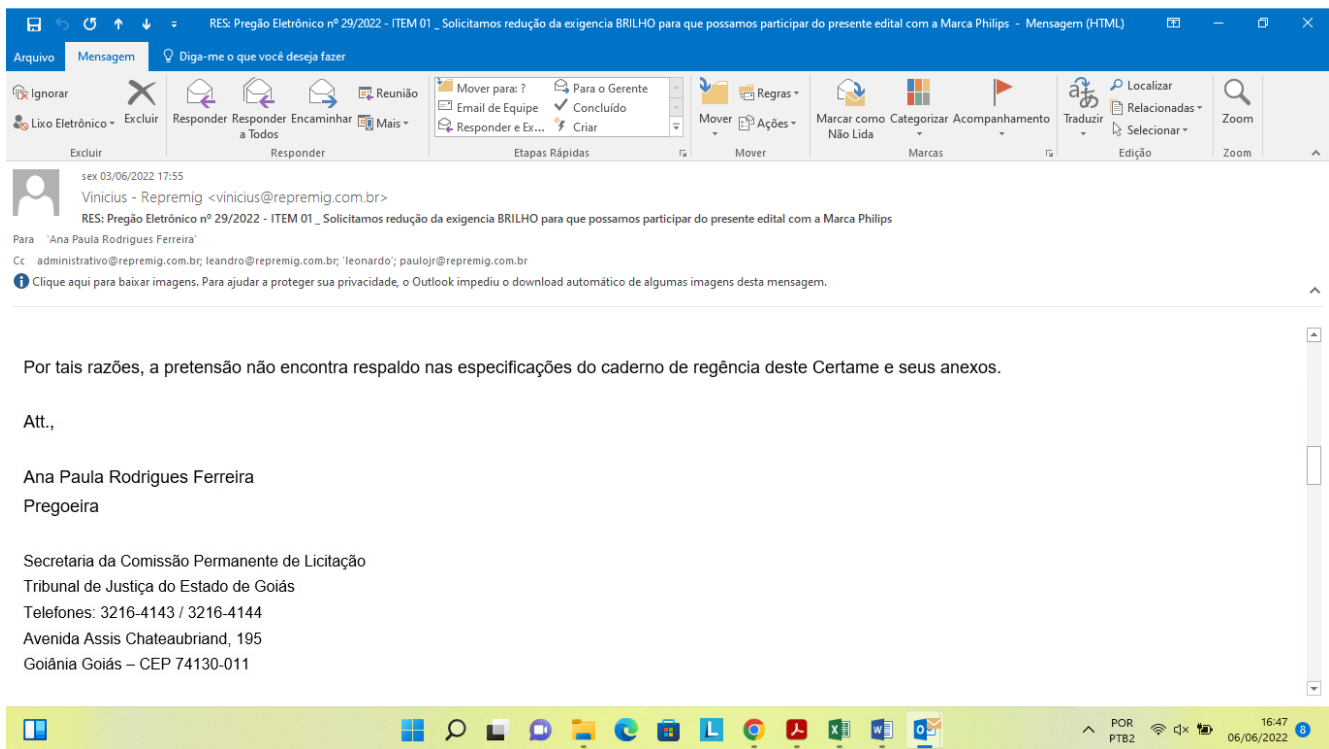 RES: Pregão Eletrônico nº 29/2022 - ITEM 01 _ Solicitamos redução da exigencia BRILHO para que possamos participar do presente edital com a Marca Philips - Mensagem (HTML)
Arquivo Mensagem Diga-me o que você deseja fazer
Ignorar
Lixo Eletrônico
Excluir
Excluir
Responder
Responder a Todos
Encaminhar
Reunião
Mais
Responder
Mover para: ?
Email de Equipe
Responder e Ex...
Para o Gerente
Concluído
Criar
Etapas Rápidas
Mover
Regras
Ações
Mover
Marcar como Não Lida
Categorizar
Acompanhamento
Marcas
Traduzir
Localizar
Relacionadas
Selecionar
Edição
Zoom
Zoom
sex 03/06/2022 17:55
Vinicius - Repremig <vinicius@repremig.com.br>
RES: Pregão Eletrônico nº 29/2022 - ITEM 01 _ Solicitamos redução da exigencia BRILHO para que possamos participar do presente edital com a Marca Philips
Para 'Ana Paula Rodrigues Ferreira'
Cc administrativo@repremig.com.br; leandro@repremig.com.br; 'leonardo'; paulojr@repremig.com.br
Clique aqui para baixar imagens. Para ajudar a proteger sua privacidade, o Outlook impediu o download automático de algumas imagens desta mensagem.
Por tais razões, a pretensão não encontra respaldo nas especificações do caderno de regência deste Certame e seus anexos.
Att.,
Ana Paula Rodrigues Ferreira
Pregoeira
Secretaria da Comissão Permanente de Licitação
Tribunal de Justiça do Estado de Goiás
Telefones: 3216-4143 / 3216-4144
Avenida Assis Chateaubriand, 195
Goiânia Goiás – CEP 74130-011
POR
PTB2
16:47
06/06/2022
8